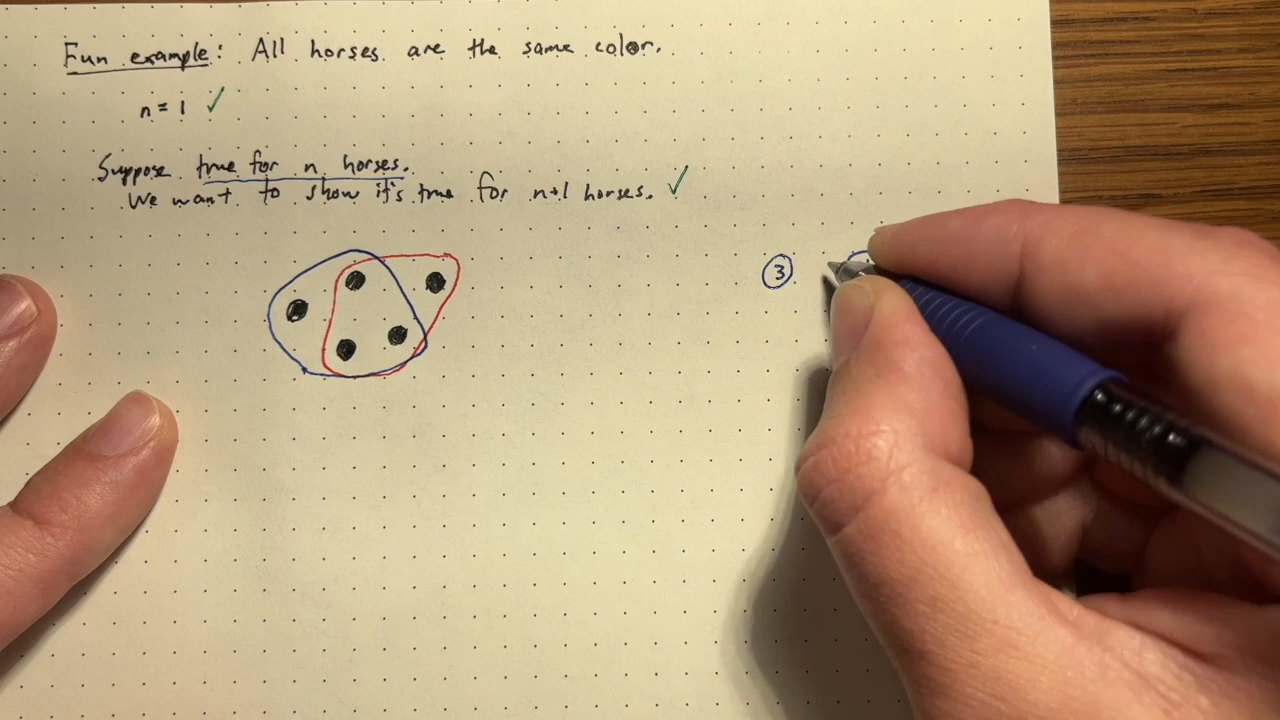 Fun example: All horses are the same color.
n = 1 ✓
Suppose true for n horses.
We want to show it's true for n+1 horses. ✓
3